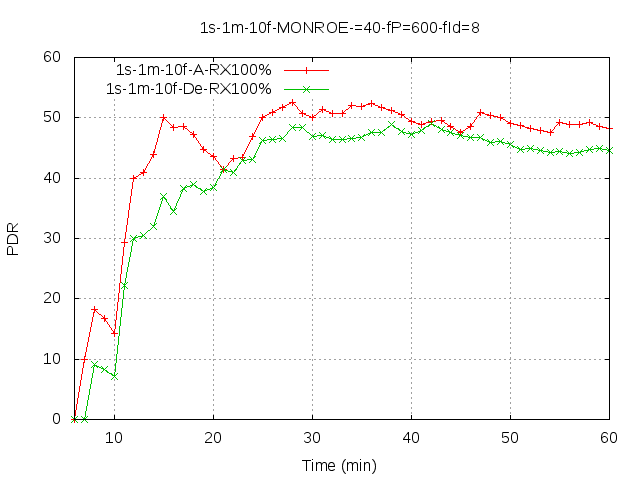 1s-1m-10f-MONROE-=40-fP=600-fId=8
60
50
40
30
20
10
0
PDR
1s-1m-10f-A-RX100%
1s-1m-10f-De-RX100%
10 20 30 40 50 60
Time (min)